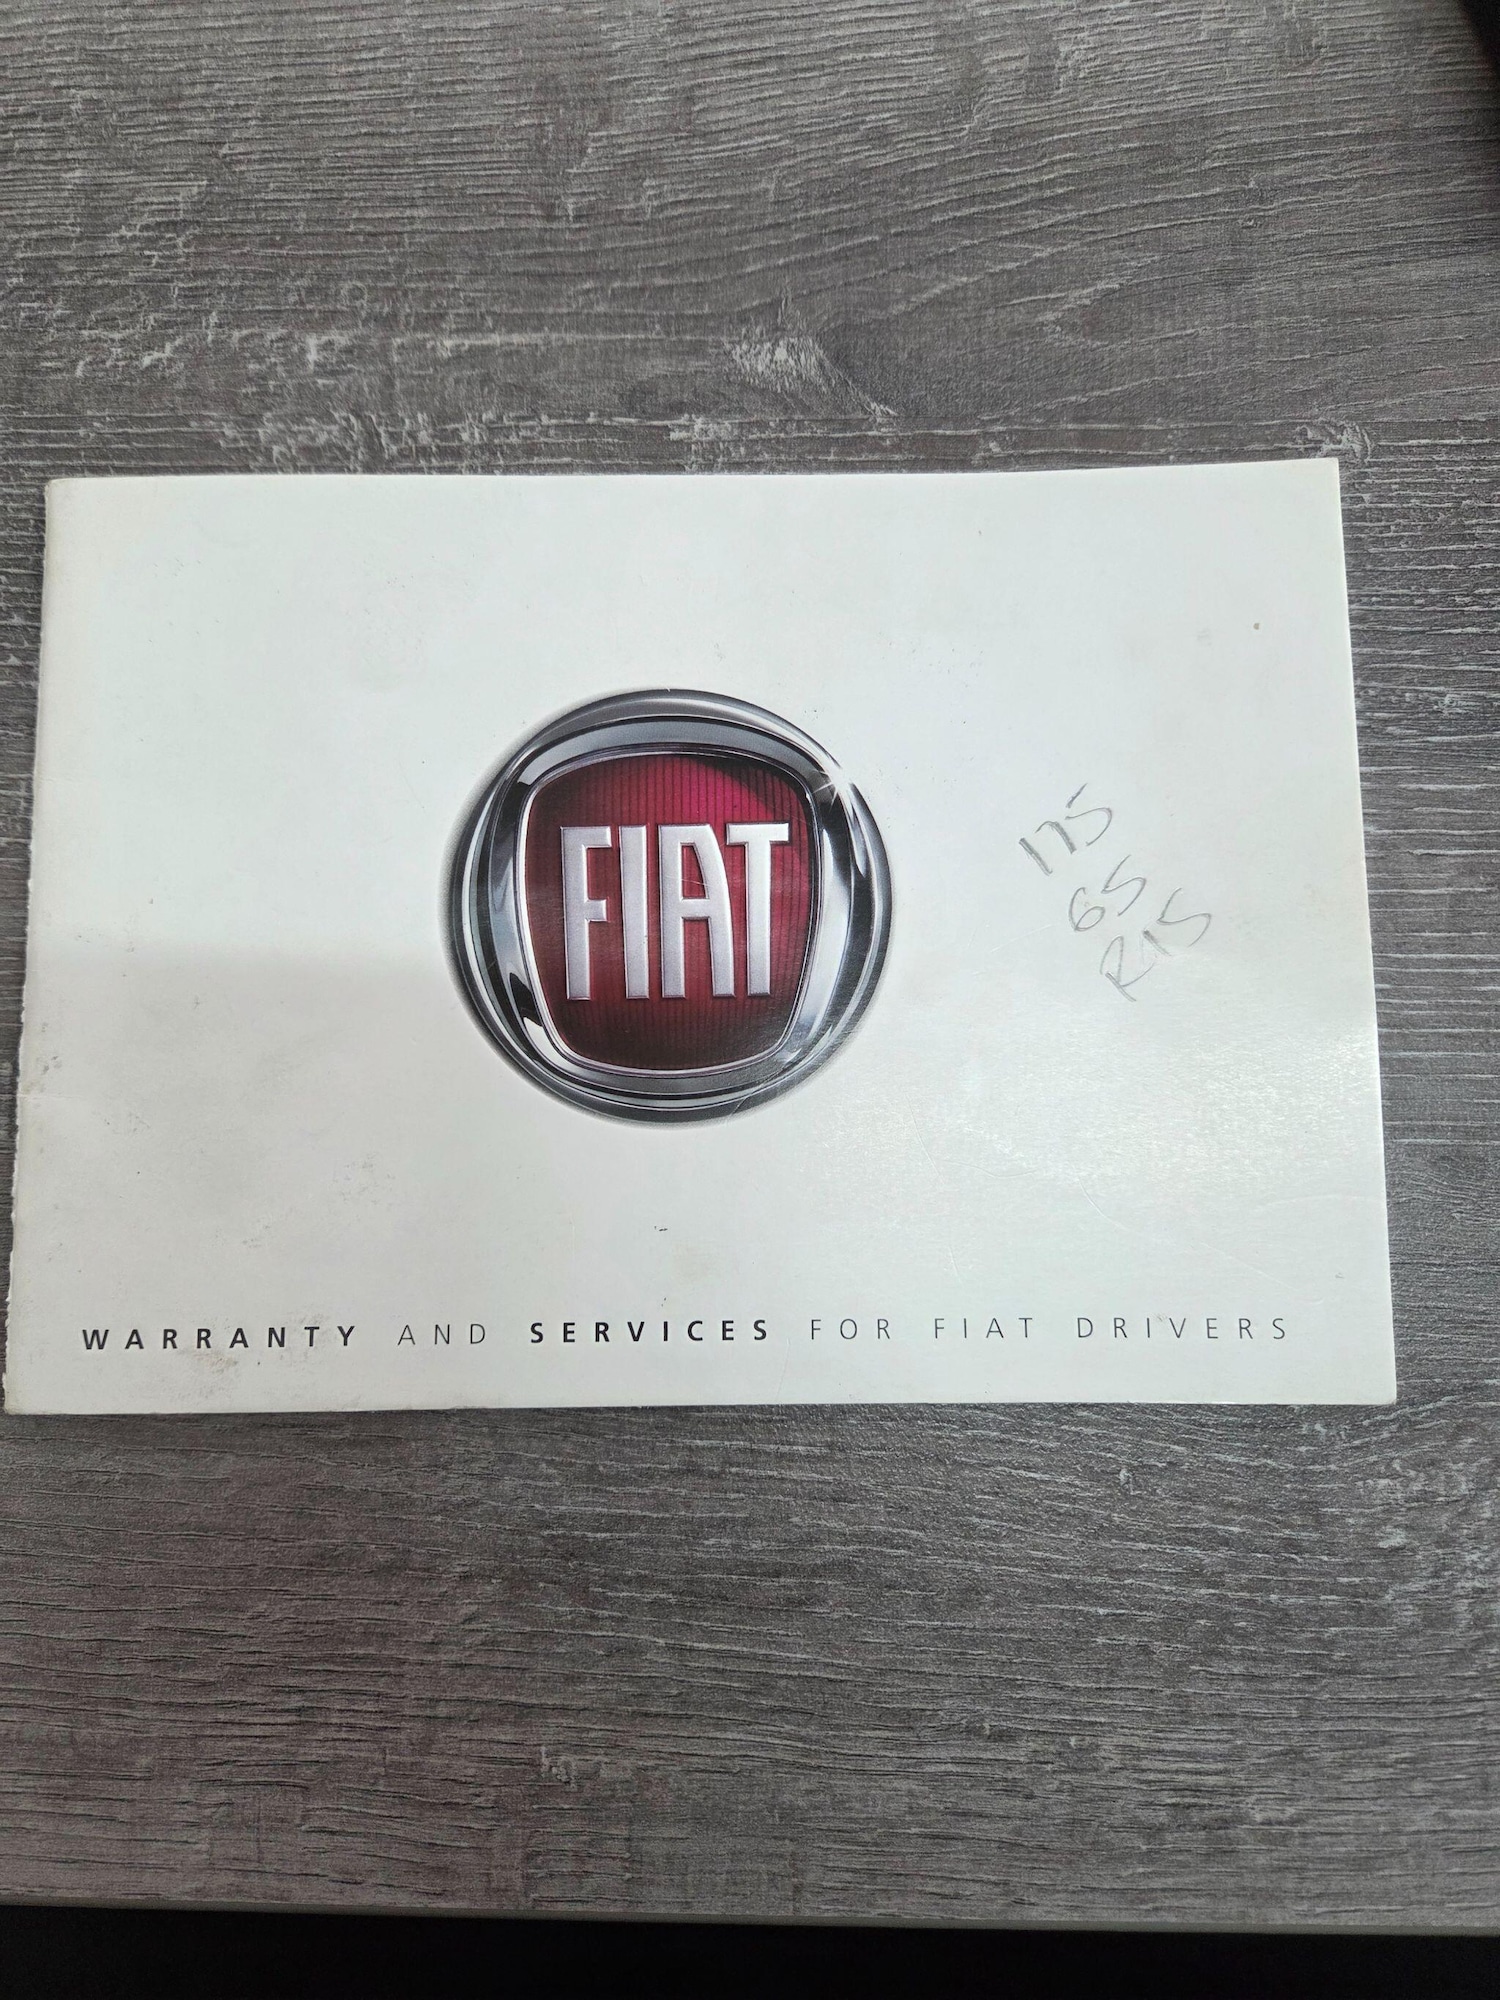 FIAT
175
65
R15
WARRANTY AND SERVICES FOR FIAT DRIVERS